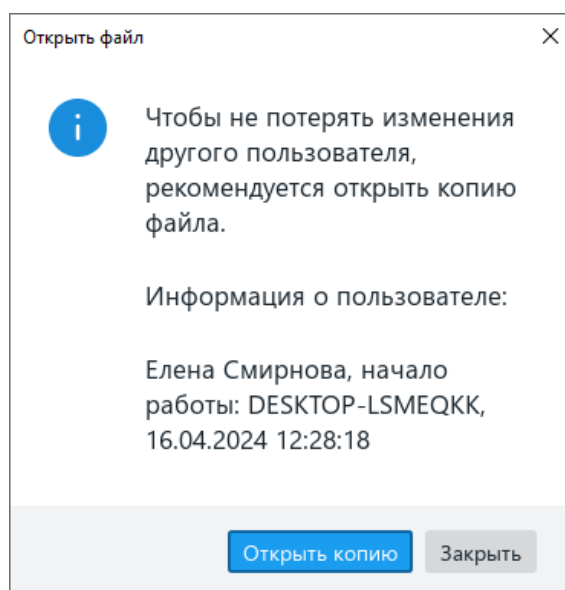 Открыть файл
Чтобы не потерять изменения
другого пользователя,
рекомендуется открыть копию
файла.
Информация о пользователе:
Елена Смирнова, начало
работы: DESKTOP-LSMEQKK,
16.04.2024 12:28:18
Открыть копию Закрыть